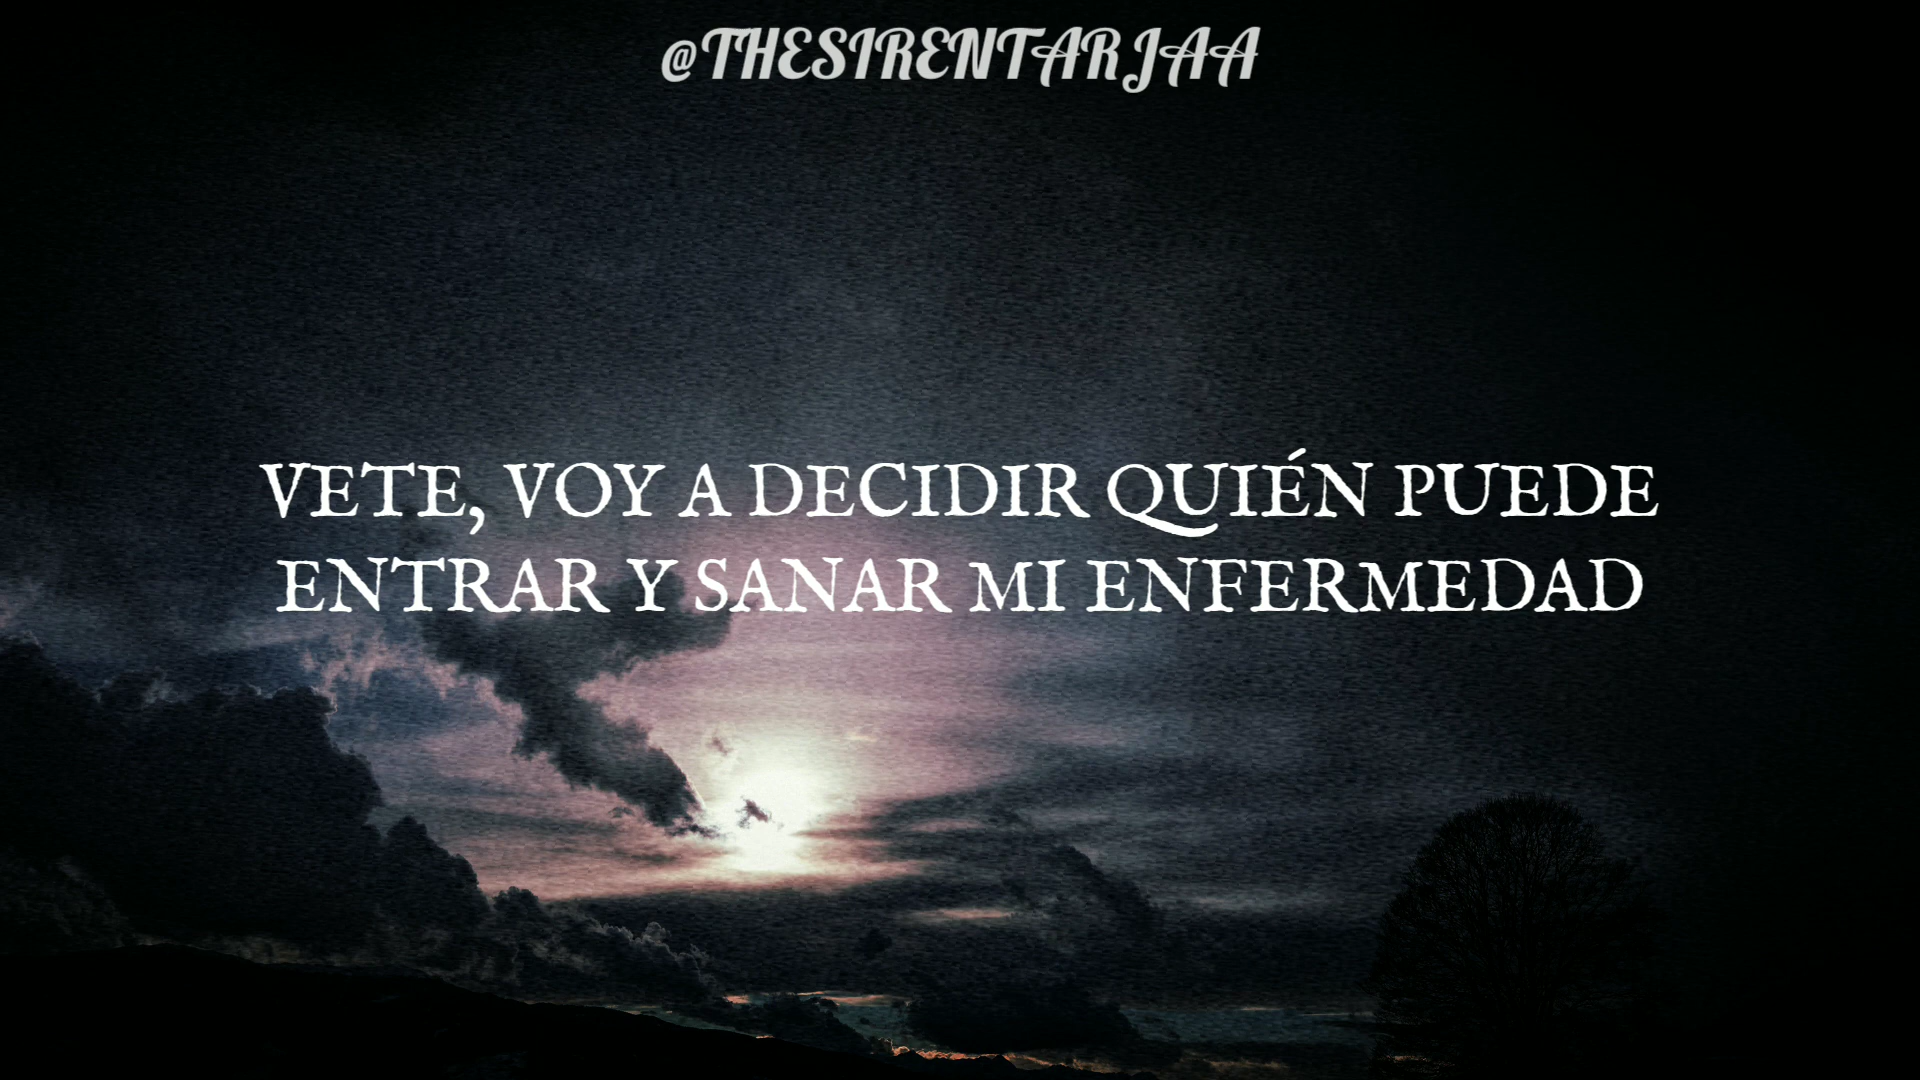 @THESIRENTARJAA
VETE, VOY A DECIDIR QUIÉN PUEDE
ENTRAR Y SANAR MI ENFERMEDAD